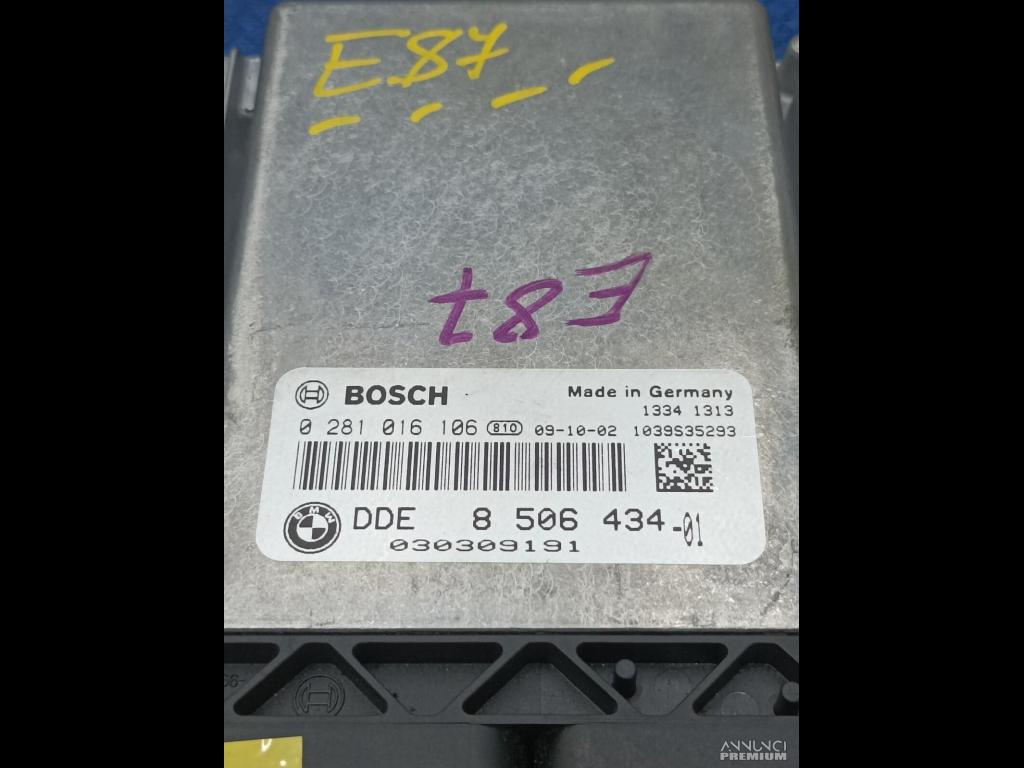 E87
E87
BOSCH
Made in Germany
1334 1313
0 281 016 106 810 09-10-02 1039S35293
BMW
DDE 8 506 434-01
030309191
ANNUNCI
PREMIUM